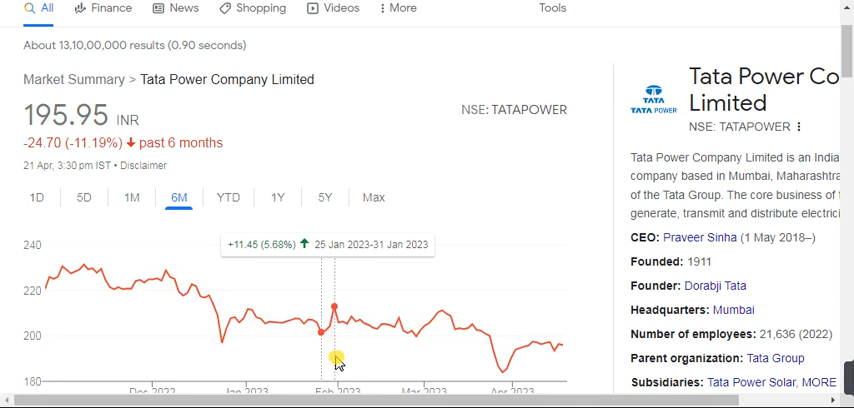 All Finance News Shopping Videos More Tools
About 13,10,00,000 results (0.90 seconds)
Market Summary > Tata Power Company Limited
195.95 INR
NSE: TATAPOWER
-24.70 (-11.19%) past 6 months
21 Apr, 3:30 pm IST • Disclaimer
1D 5D 1M 6M YTD 1Y 5Y Max
+11.45 (5.68%) 25 Jan 2023-31 Jan 2023
240
220
200
180
Dec 2022 Jan 2023 Feb 2023 Mar 2023 Apr 2023
TATA
TATA POWER
Tata Power Co
Limited
NSE: TATAPOWER
Tata Power Company Limited is an India
company based in Mumbai, Maharashtra
of the Tata Group. The core business of
generate, transmit and distribute electrici
CEO: Praveer Sinha (1 May 2018–)
Founded: 1911
Founder: Dorabji Tata
Headquarters: Mumbai
Number of employees: 21,636 (2022)
Parent organization: Tata Group
Subsidiaries: Tata Power Solar, MORE